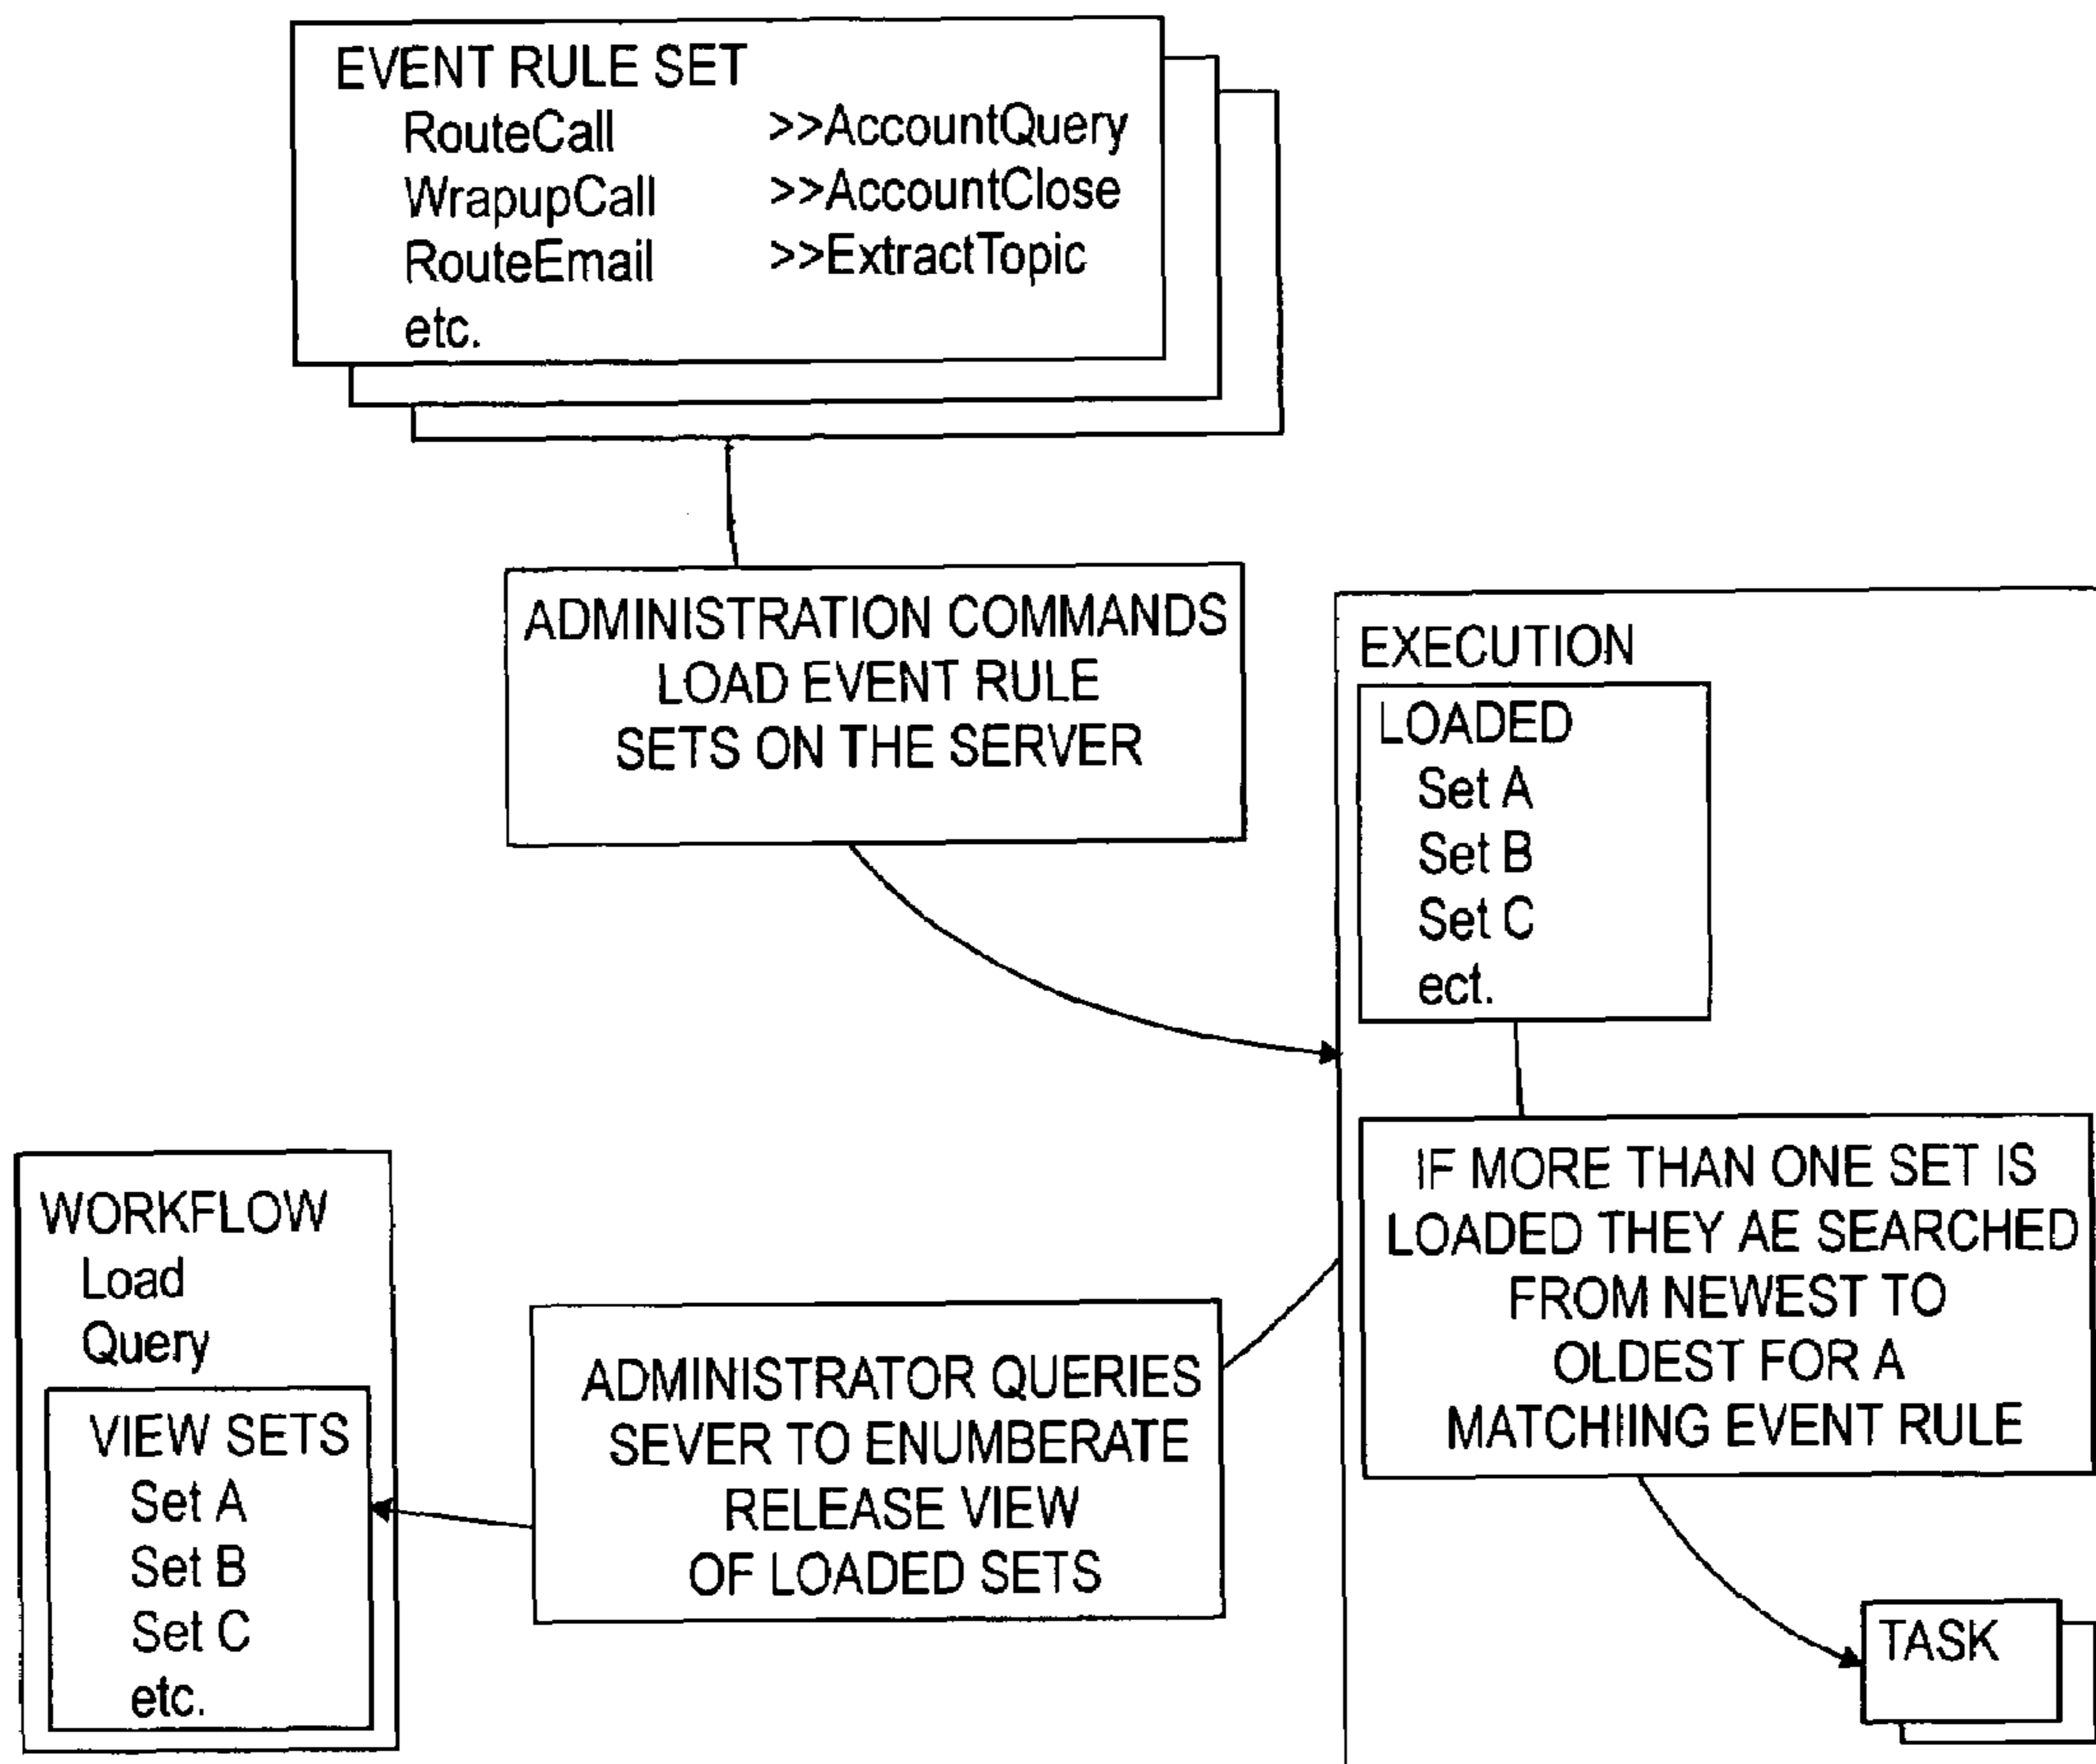 EVENT RULE SET
RouteCall >>AccountQuery
WrapupCall >>AccountClose
RouteEmail >>ExtractTopic
etc.
ADMINISTRATION COMMANDS
LOAD EVENT RULE
SETS ON THE SERVER
EXECUTION
LOADED
Set A
Set B
Set C
ect.
IF MORE THAN ONE SET IS
LOADED THEY AE SEARCHED
FROM NEWEST TO
OLDEST FOR A
MATCHIING EVENT RULE
WORKFLOW
Load
Query
VIEW SETS
Set A
Set B
Set C
etc.
ADMINISTRATOR QUERIES
SEVER TO ENUMBERATE
RELEASE VIEW
OF LOADED SETS
TASK